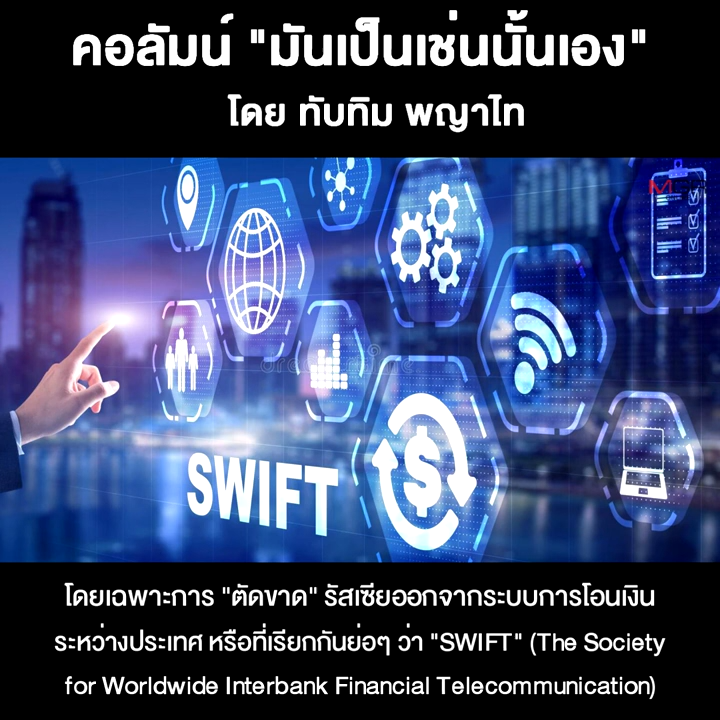 คอลัมน์ "มันเป็นเช่นนั้นเอง"
โดย ทับทิม พญาไท
SWIFT
โดยเฉพาะการ "ตัดขาด" รัสเซียออกจากระบบการโอนเงิน
ระหว่างประเทศ หรือที่เรียกกันย่อๆ ว่า "SWIFT" (The Society
for Worldwide Interbank Financial Telecommunication)